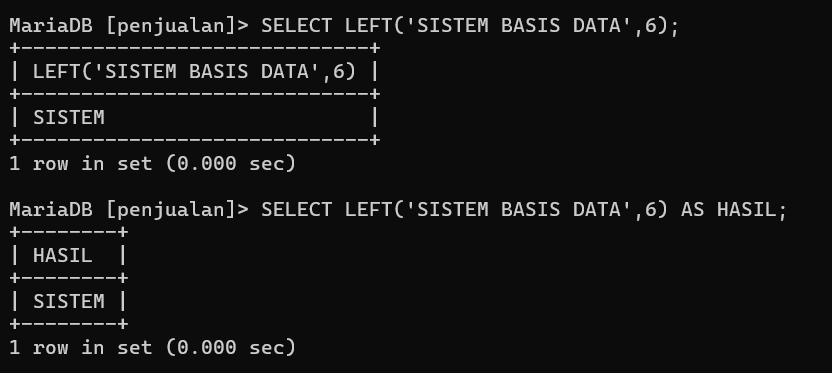 MariaDB [penjualan]> SELECT LEFT('SISTEM BASIS DATA',6);
+-----------------------------+
| LEFT('SISTEM BASIS DATA',6) |
+-----------------------------+
| SISTEM                      |
+-----------------------------+
1 row in set (0.000 sec)

MariaDB [penjualan]> SELECT LEFT('SISTEM BASIS DATA',6) AS HASIL;
+--------+
| HASIL  |
+--------+
| SISTEM |
+--------+
1 row in set (0.000 sec)